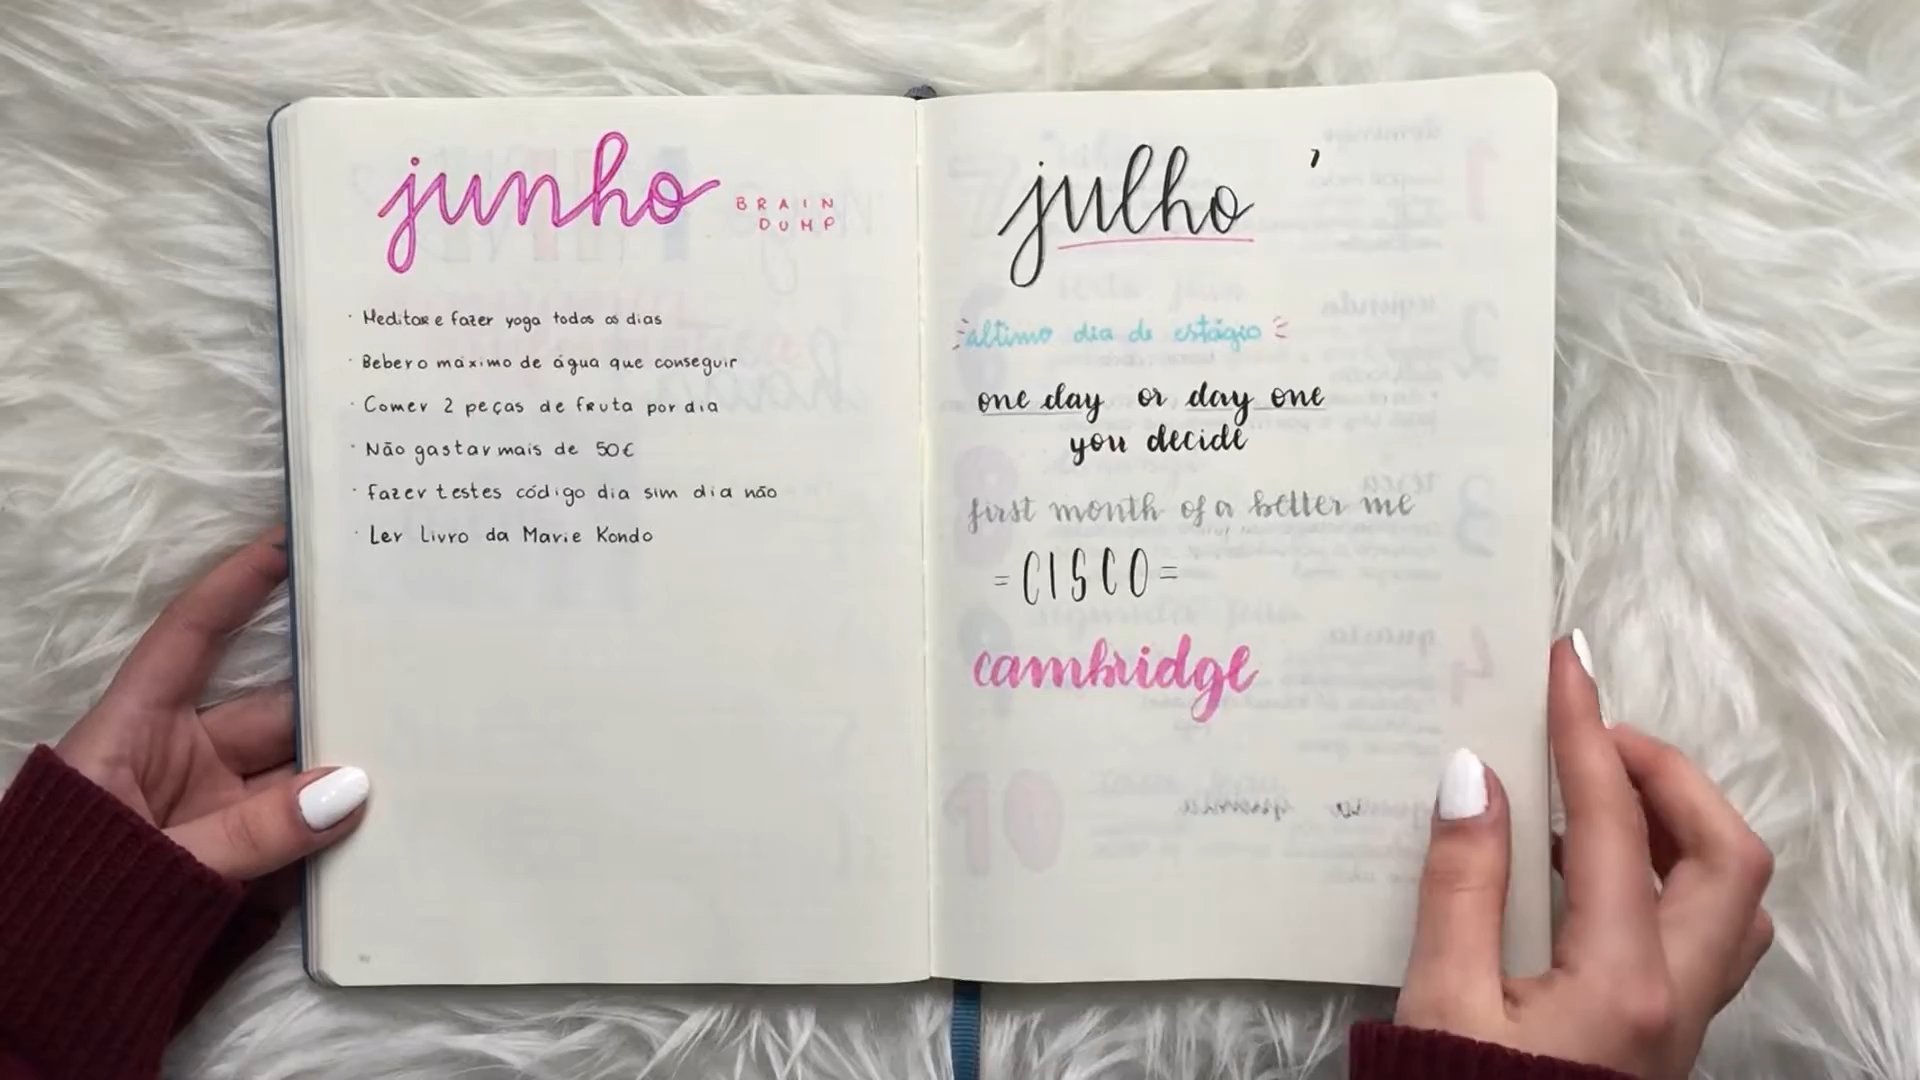 junho
BRAIN
DUMP
· Meditar e fazer yoga todos os dias
· Beber o máximo de água que conseguir
· Comer 2 peças de fruta por dia
· Não gastar mais de 50€
· fazer testes código dia sim dia não
· Ler Livro da Marie Kondo
julho
último dia de estágio
one day or day one
you decide
first month of a better me
=CISCO=
cambridge